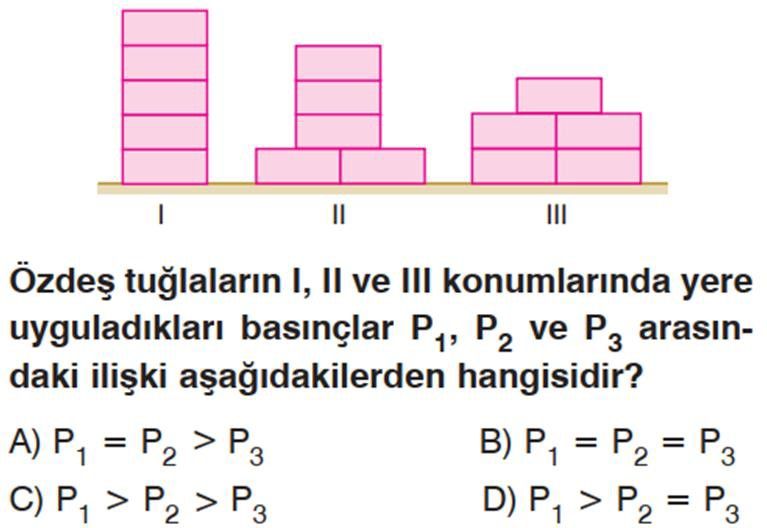 I II III
Özdeş tuğlaların I, II ve III konumlarında yere
uyguladıkları basınçlar P₁, P₂ ve P₃ arasın-
daki ilişki aşağıdakilerden hangisidir?
A) P₁ = P₂ > P₃ B) P₁ = P₂ = P₃
C) P₁ > P₂ > P₃ D) P₁ > P₂ = P₃